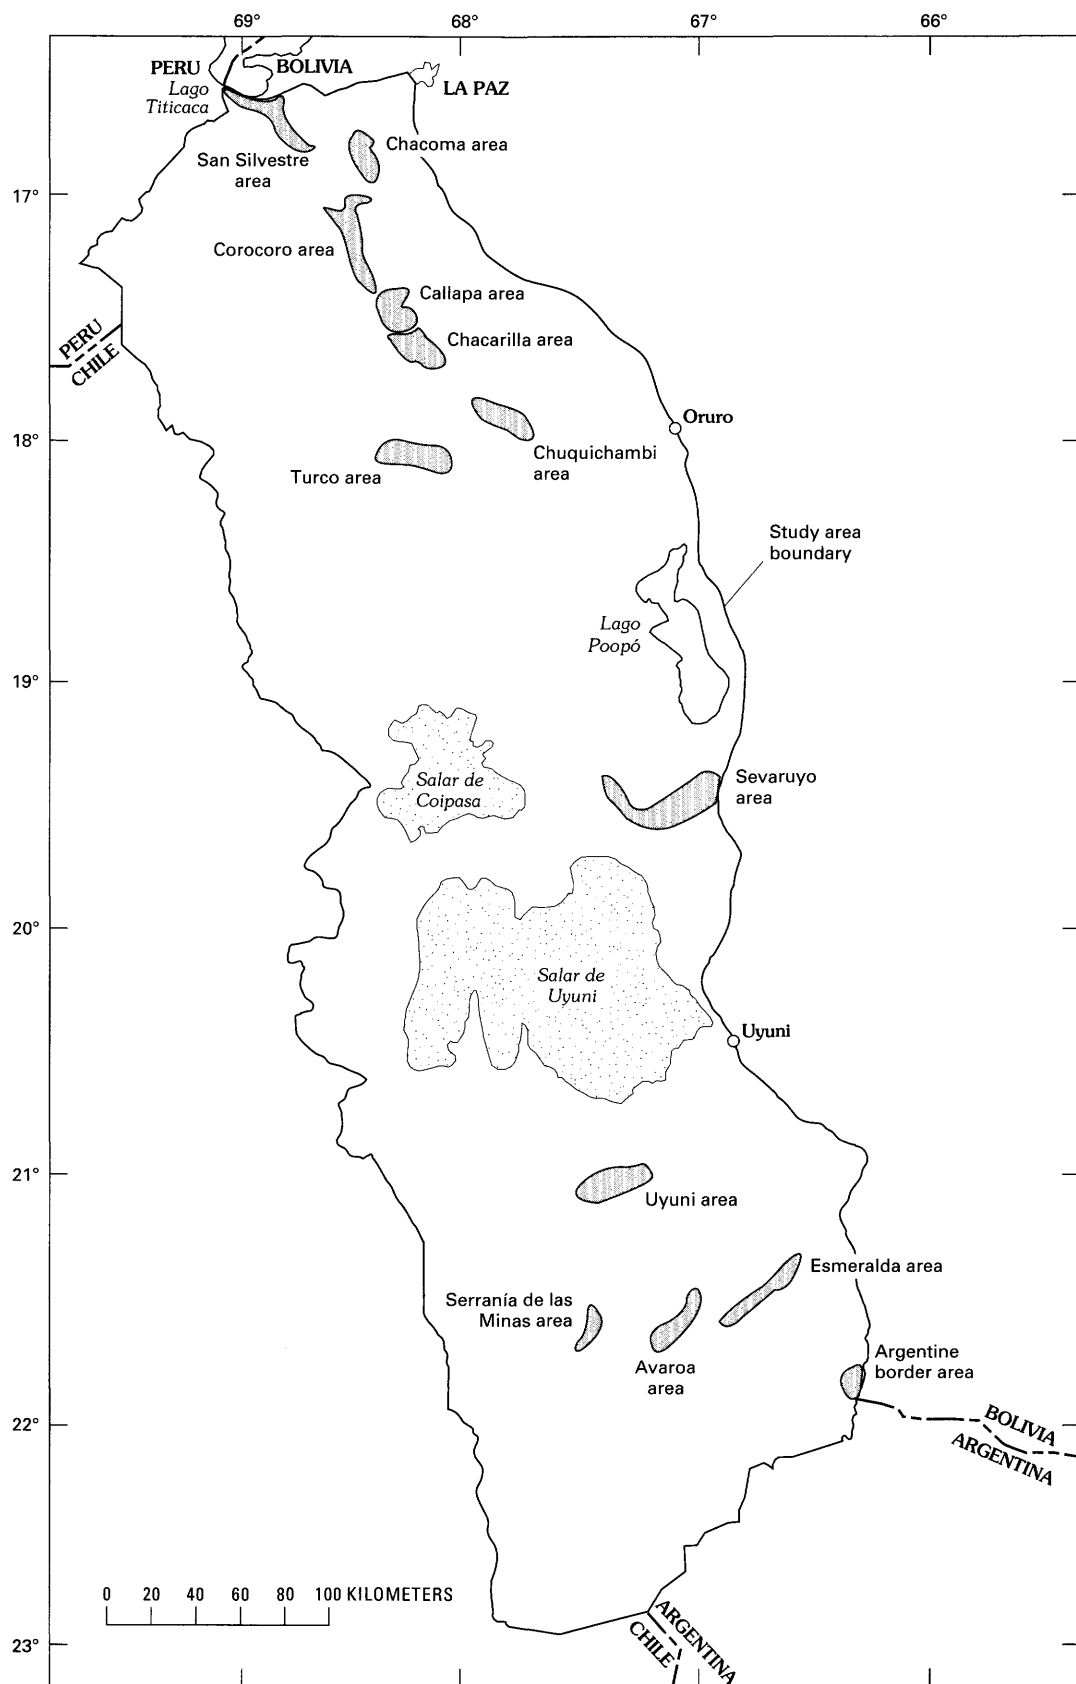 69° 68° 67° 66°
PERU BOLIVIA
Lago
Titicaca
LA PAZ
Chacoma area
San Silvestre
area
17°
Corocoro area
Callapa area
Chacarilla area
PERU
CHILE
Oruro
18°
Chuquichambi
area
Turco area
Study area
boundary
Lago
Poopó
19°
Salar de
Coipasa
Sevaruyo
area
20°
Salar de
Uyuni
Uyuni
21°
Uyuni area
Esmeralda area
Serranía de las
Minas area
Avaroa
area
Argentine
border area
22°
BOLIVIA
ARGENTINA
0 20 40 60 80 100 KILOMETERS
23°
ARGENTINA
CHILE